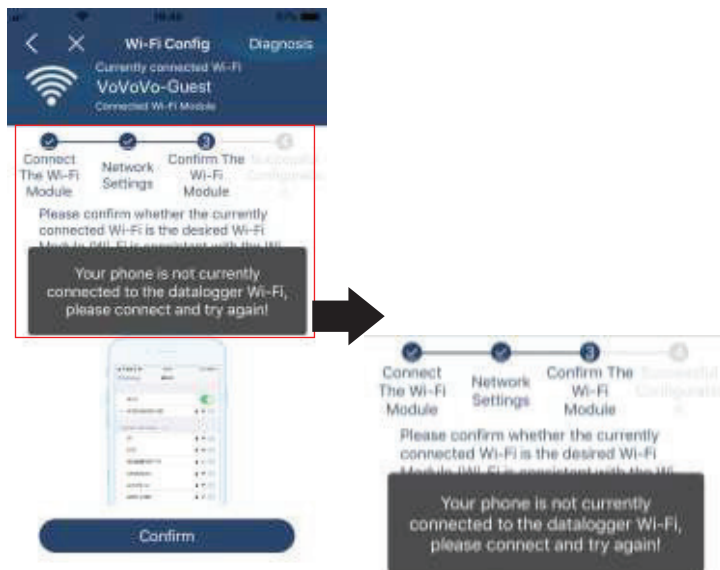 Wi-Fi Config
Diagnosis
Currently connected Wi-Fi
VoVoVo-Guest
Connected Wi-Fi Module
3
4
Connect The Wi-Fi Module
Network Settings
Confirm The Wi-Fi Module
Please confirm whether the currently
connected Wi-Fi is the desired Wi-Fi
Your phone is not currently
connected to the datalogger Wi-Fi,
please connect and try again!
Confirm
3
4
Connect The Wi-Fi Module
Network Settings
Confirm The Wi-Fi Module
Please confirm whether the currently
connected Wi-Fi is the desired Wi-Fi
Your phone is not currently
connected to the datalogger Wi-Fi,
please connect and try again!